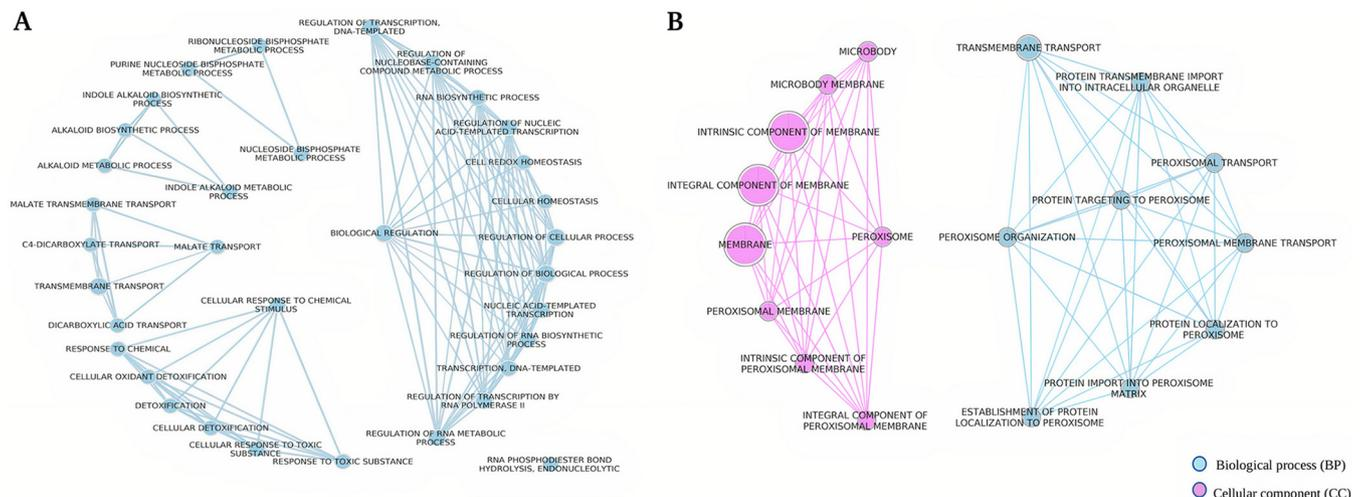 A
RIBONUCLEOSIDE BISPHOSPHATE
METABOLIC PROCESS
PURINE NUCLEOSIDE BISPHOSPHATE
METABOLIC PROCESS
INDOLE ALKALOID BIOSYNTHETIC
PROCESS
ALKALOID BIOSYNTHETIC PROCESS
ALKALOID METABOLIC PROCESS
INDOLE ALKALOID METABOLIC
PROCESS
NUCLEOSIDE BISPHOSPHATE
METABOLIC PROCESS
MALATE TRANSMEMBRANE TRANSPORT
C4-DICARBOXYLATE TRANSPORT
MALATE TRANSPORT
TRANSMEMBRANE TRANSPORT
DICARBOXYLIC ACID TRANSPORT
CELLULAR RESPONSE TO CHEMICAL
STIMULUS
RESPONSE TO CHEMICAL
CELLULAR OXIDANT DETOXIFICATION
DETOXIFICATION
CELLULAR DETOXIFICATION
CELLULAR RESPONSE TO TOXIC
SUBSTANCE
RESPONSE TO TOXIC SUBSTANCE
REGULATION OF TRANSCRIPTION,
DNA-TEMPLATED
REGULATION OF
NUCLEOBASE-CONTAINING
COMPOUND METABOLIC PROCESS
RNA BIOSYNTHETIC PROCESS
REGULATION OF NUCLEIC
ACID-TEMPLATED TRANSCRIPTION
CELL REDOX HOMEOSTASIS
CELLULAR HOMEOSTASIS
BIOLOGICAL REGULATION
REGULATION OF CELLULAR PROCESS
REGULATION OF BIOLOGICAL PROCESS
NUCLEIC ACID-TEMPLATED
TRANSCRIPTION
REGULATION OF RNA BIOSYNTHETIC
PROCESS
TRANSCRIPTION, DNA-TEMPLATED
REGULATION OF TRANSCRIPTION BY
RNA POLYMERASE II
REGULATION OF RNA METABOLIC
PROCESS
RNA PHOSPHODIESTER BOND
HYDROLYSIS, ENDONUCLEOLYTIC
B
MICROBODY
MICROBODY MEMBRANE
INTRINSIC COMPONENT OF MEMBRANE
INTEGRAL COMPONENT OF MEMBRANE
MEMBRANE
PEROXISOME
PEROXISOMAL MEMBRANE
INTRINSIC COMPONENT OF
PEROXISOMAL MEMBRANE
INTEGRAL COMPONENT OF
PEROXISOMAL MEMBRANE
TRANSMEMBRANE TRANSPORT
PROTEIN TRANSMEMBRANE IMPORT
INTO INTRACELLULAR ORGANELLE
PEROXISOMAL TRANSPORT
PROTEIN TARGETING TO PEROXISOME
PEROXISOME ORGANIZATION
PEROXISOMAL MEMBRANE TRANSPORT
PROTEIN LOCALIZATION TO
PEROXISOME
PROTEIN IMPORT INTO PEROXISOME
MATRIX
ESTABLISHMENT OF PROTEIN
LOCALIZATION TO PEROXISOME
Biological process (BP)
Cellular component (CC)